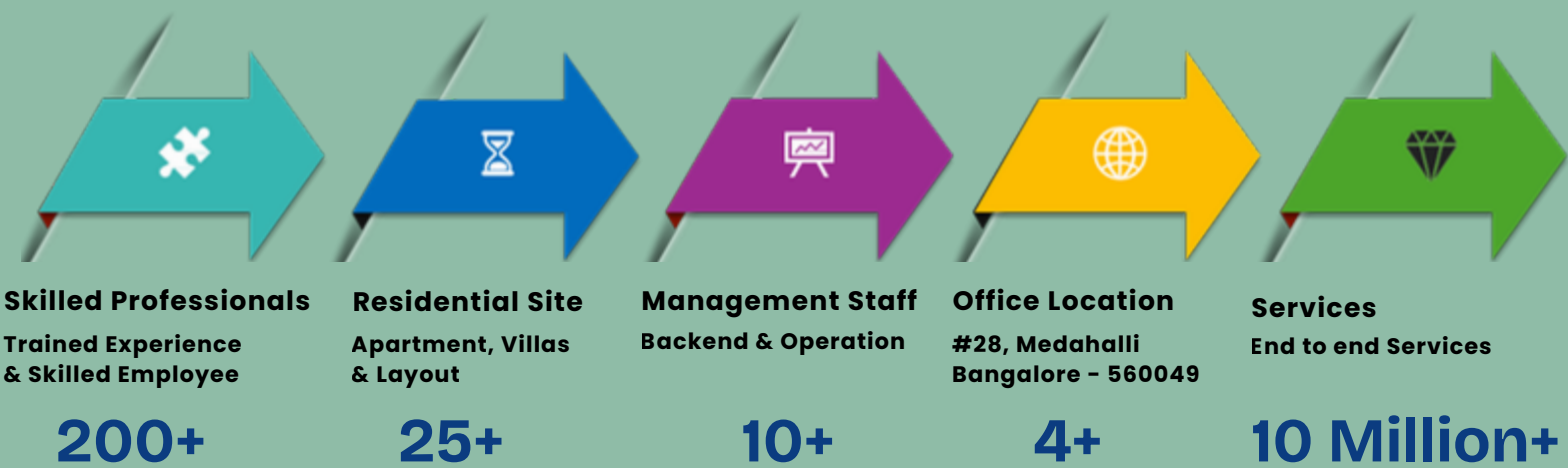 Skilled Professionals
Trained Experience
& Skilled Employee
200+
Residential Site
Apartment, Villas
& Layout
25+
Management Staff
Backend & Operation
10+
Office Location
#28, Medahalli
Bangalore - 560049
4+
Services
End to end Services
10 Million+